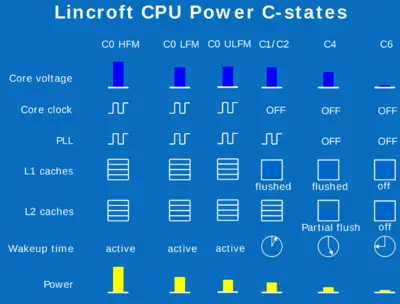 Lincroft CPU Power C-states
C0 HFM C0 LFM C0 ULFM C1/C2 C4 C6
Core voltage
Core clock OFF OFF OFF
PLL OFF OFF
L1 caches
flushed flushed off
L2 caches
Partial flush off
Wakeup time active active active
Power